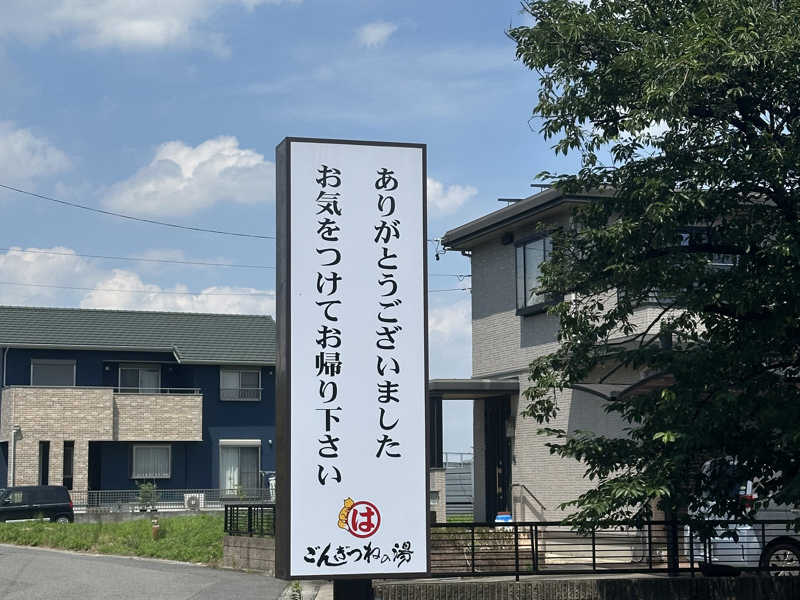 ありがとうございました
お気をつけてお帰り下さい
は
ごんぎつねの湯